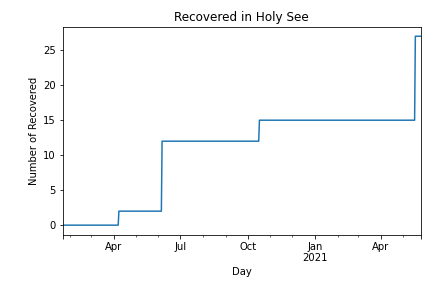 Recovered in Holy See
Number of Recovered
25
20
15
10
5
0
Apr
Jul
Oct
Jan
2021
Apr
Day